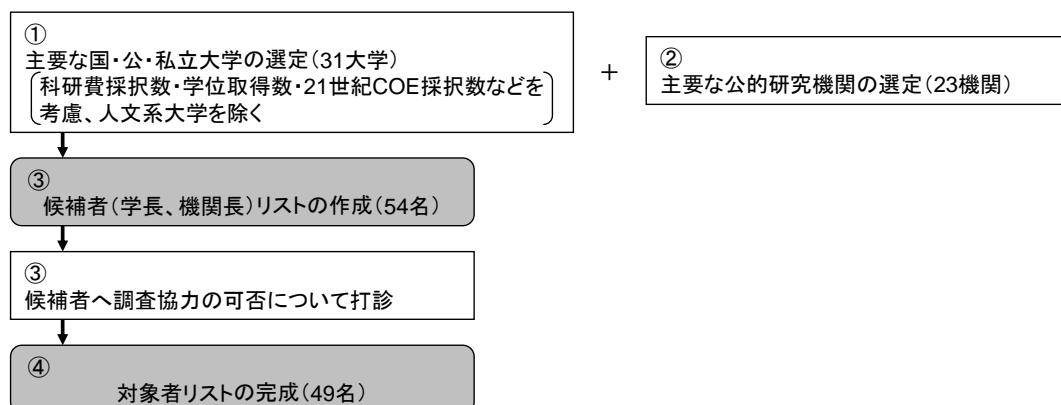 ①
主要な国・公・私立大学の選定(31大学)
科研費採択数・学位取得数・21世紀COE採択数などを
考慮、人文系大学を除く
+
②
主要な公的研究機関の選定(23機関)
③
候補者(学長、機関長)リストの作成(54名)
③
候補者へ調査協力の可否について打診
④
対象者リストの完成(49名)